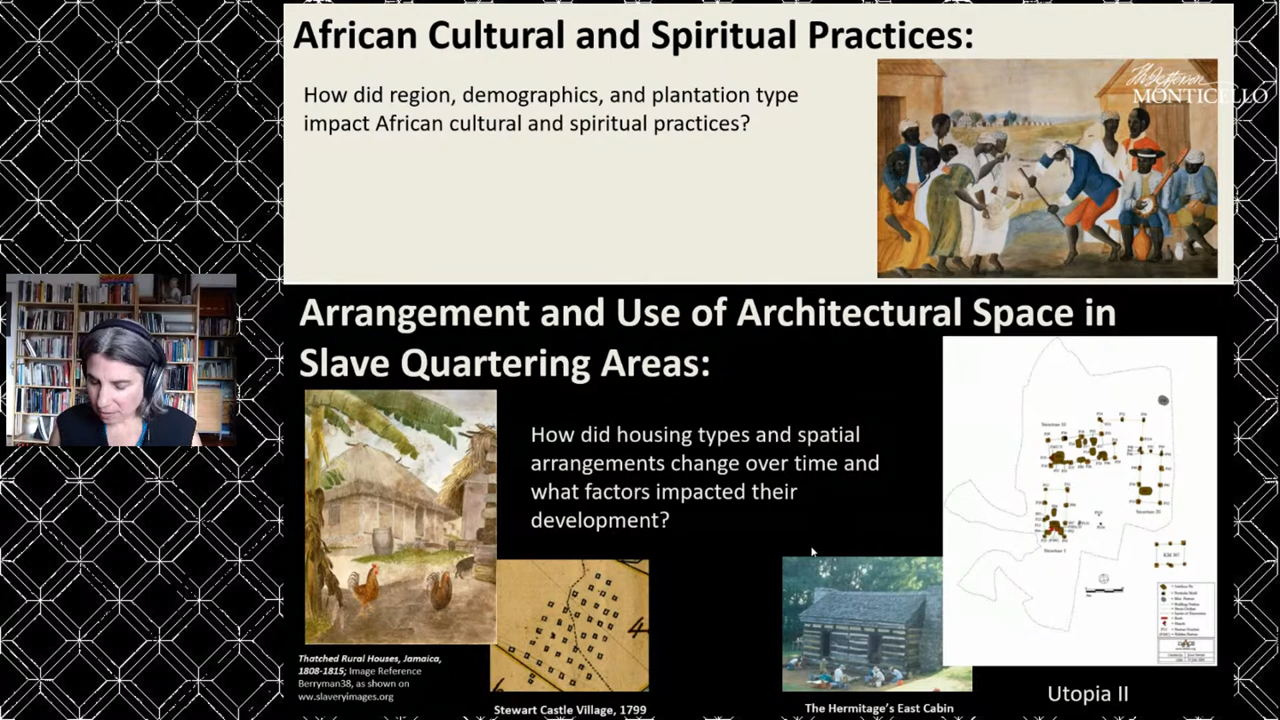 African Cultural and Spiritual Practices:
How did region, demographics, and plantation type
impact African cultural and spiritual practices?
Th Jefferson
MONTICELLO
Arrangement and Use of Architectural Space in
Slave Quartering Areas:
How did housing types and spatial
arrangements change over time and
what factors impacted their
development?
Thatched Rural Houses, Jamaica,
1808-1815; Image Reference
Berryman38, as shown on
ww.slaveryimages.org
4
Stewart Castle Village, 1799
The Hermitage's East Cabin
Utopia II